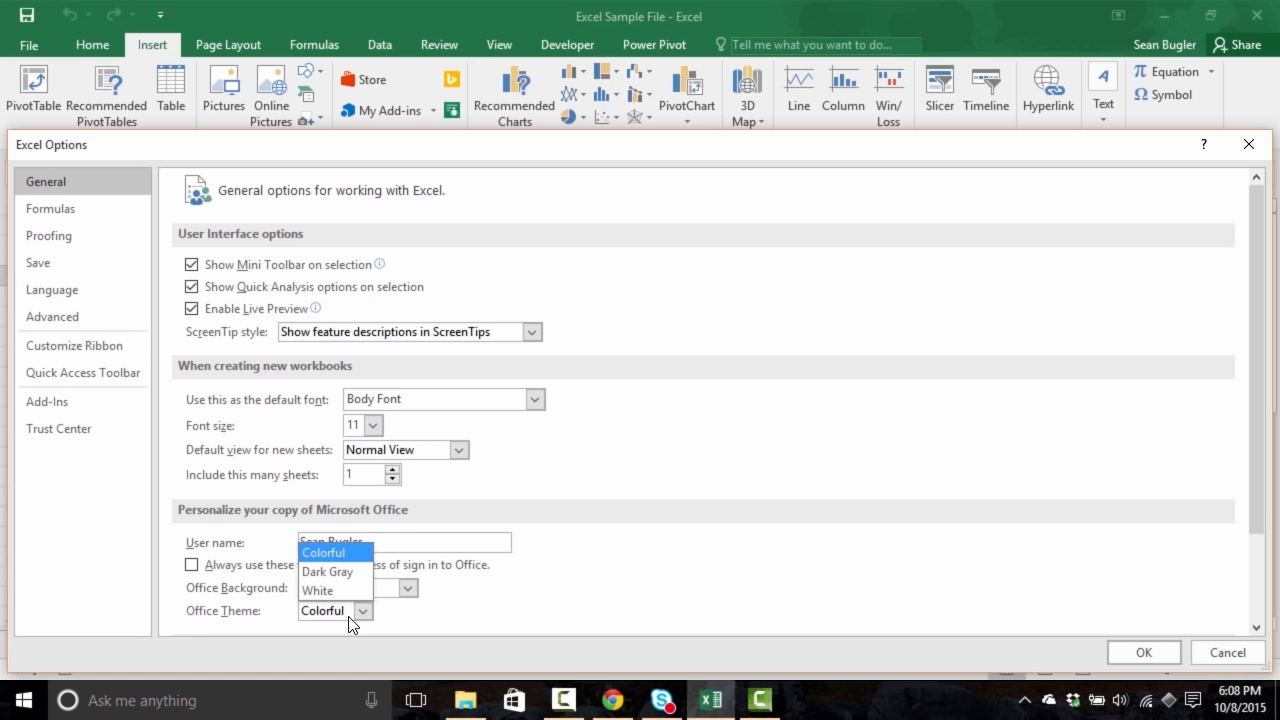 Excel Sample File - Excel
File Home Insert Page Layout Formulas Data Review View Developer Power Pivot Tell me what you want to do... Sean Bugler Share
PivotTable Recommended PivotTables Table Pictures Online Pictures Store My Add-ins Recommended Charts PivotChart 3D Map Line Column Win/Loss Slicer Timeline Hyperlink A Text π Equation Ω Symbol
Excel Options ?
General
Formulas
Proofing
Save
Language
Advanced
Customize Ribbon
Quick Access Toolbar
Add-Ins
Trust Center
General options for working with Excel.
User Interface options
Show Mini Toolbar on selection
Show Quick Analysis options on selection
Enable Live Preview
ScreenTip style: Show feature descriptions in ScreenTips
When creating new workbooks
Use this as the default font: Body Font
Font size: 11
Default view for new sheets: Normal View
Include this many sheets: 1
Personalize your copy of Microsoft Office
User name: Sean Bugler
Always use these ess of sign in to Office.
Office Background:
Office Theme: Colorful
Colorful
Dark Gray
White
OK Cancel
Ask me anything
6:08 PM
10/8/2015